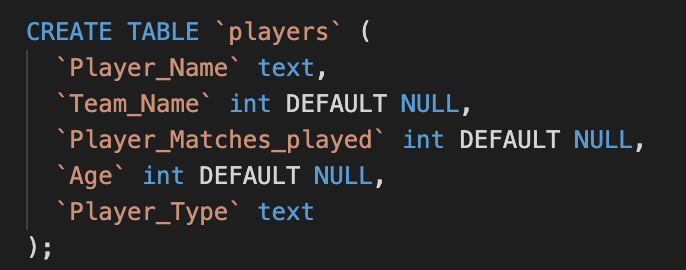 CREATE TABLE `players` (
  `Player_Name` text,
  `Team_Name` int DEFAULT NULL,
  `Player_Matches_played` int DEFAULT NULL,
  `Age` int DEFAULT NULL,
  `Player_Type` text
);